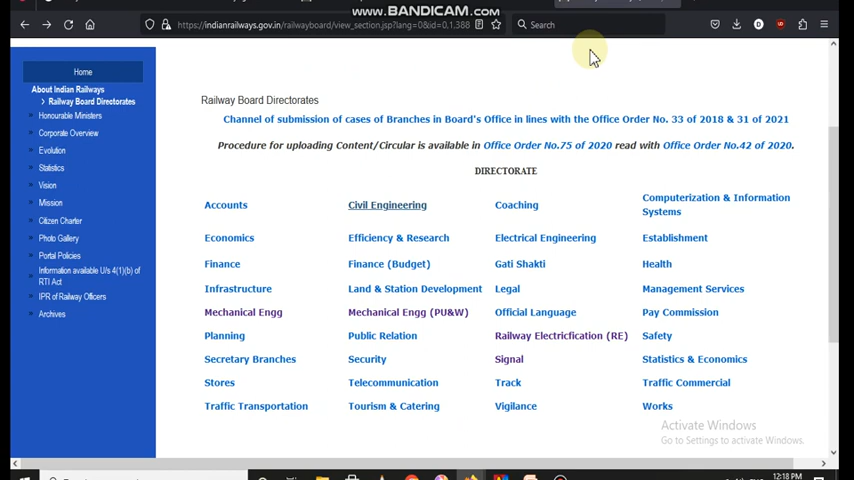 www.BANDICAM.com
https://indianrailways.gov.in/railwayboard/view_section.jsp?lang=0&id=0,1,388
Search
Home
About Indian Railways
Railway Board Directorates
Honourable Ministers
Corporate Overview
Evolution
Statistics
Vision
Mission
Citizen Charter
Photo Gallery
Portal Policies
Information available U/s 4(1)(b) of
RTI Act
IPR of Railway Officers
Archives
Railway Board Directorates
Channel of submission of cases of Branches in Board's Office in lines with the Office Order No. 33 of 2018 & 31 of 2021
Procedure for uploading Content/Circular is available in Office Order No.75 of 2020 read with Office Order No.42 of 2020.
DIRECTORATE
Accounts Civil Engineering Coaching Computerization & Information
Systems
Economics Efficiency & Research Electrical Engineering Establishment
Finance Finance (Budget) Gati Shakti Health
Infrastructure Land & Station Development Legal Management Services
Mechanical Engg Mechanical Engg (PU&W) Official Language Pay Commission
Planning Public Relation Railway Electricfication (RE) Safety
Secretary Branches Security Signal Statistics & Economics
Stores Telecommunication Track Traffic Commercial
Traffic Transportation Tourism & Catering Vigilance Works
Activate Windows
Go to Settings to activate Windows.
12:18 PM